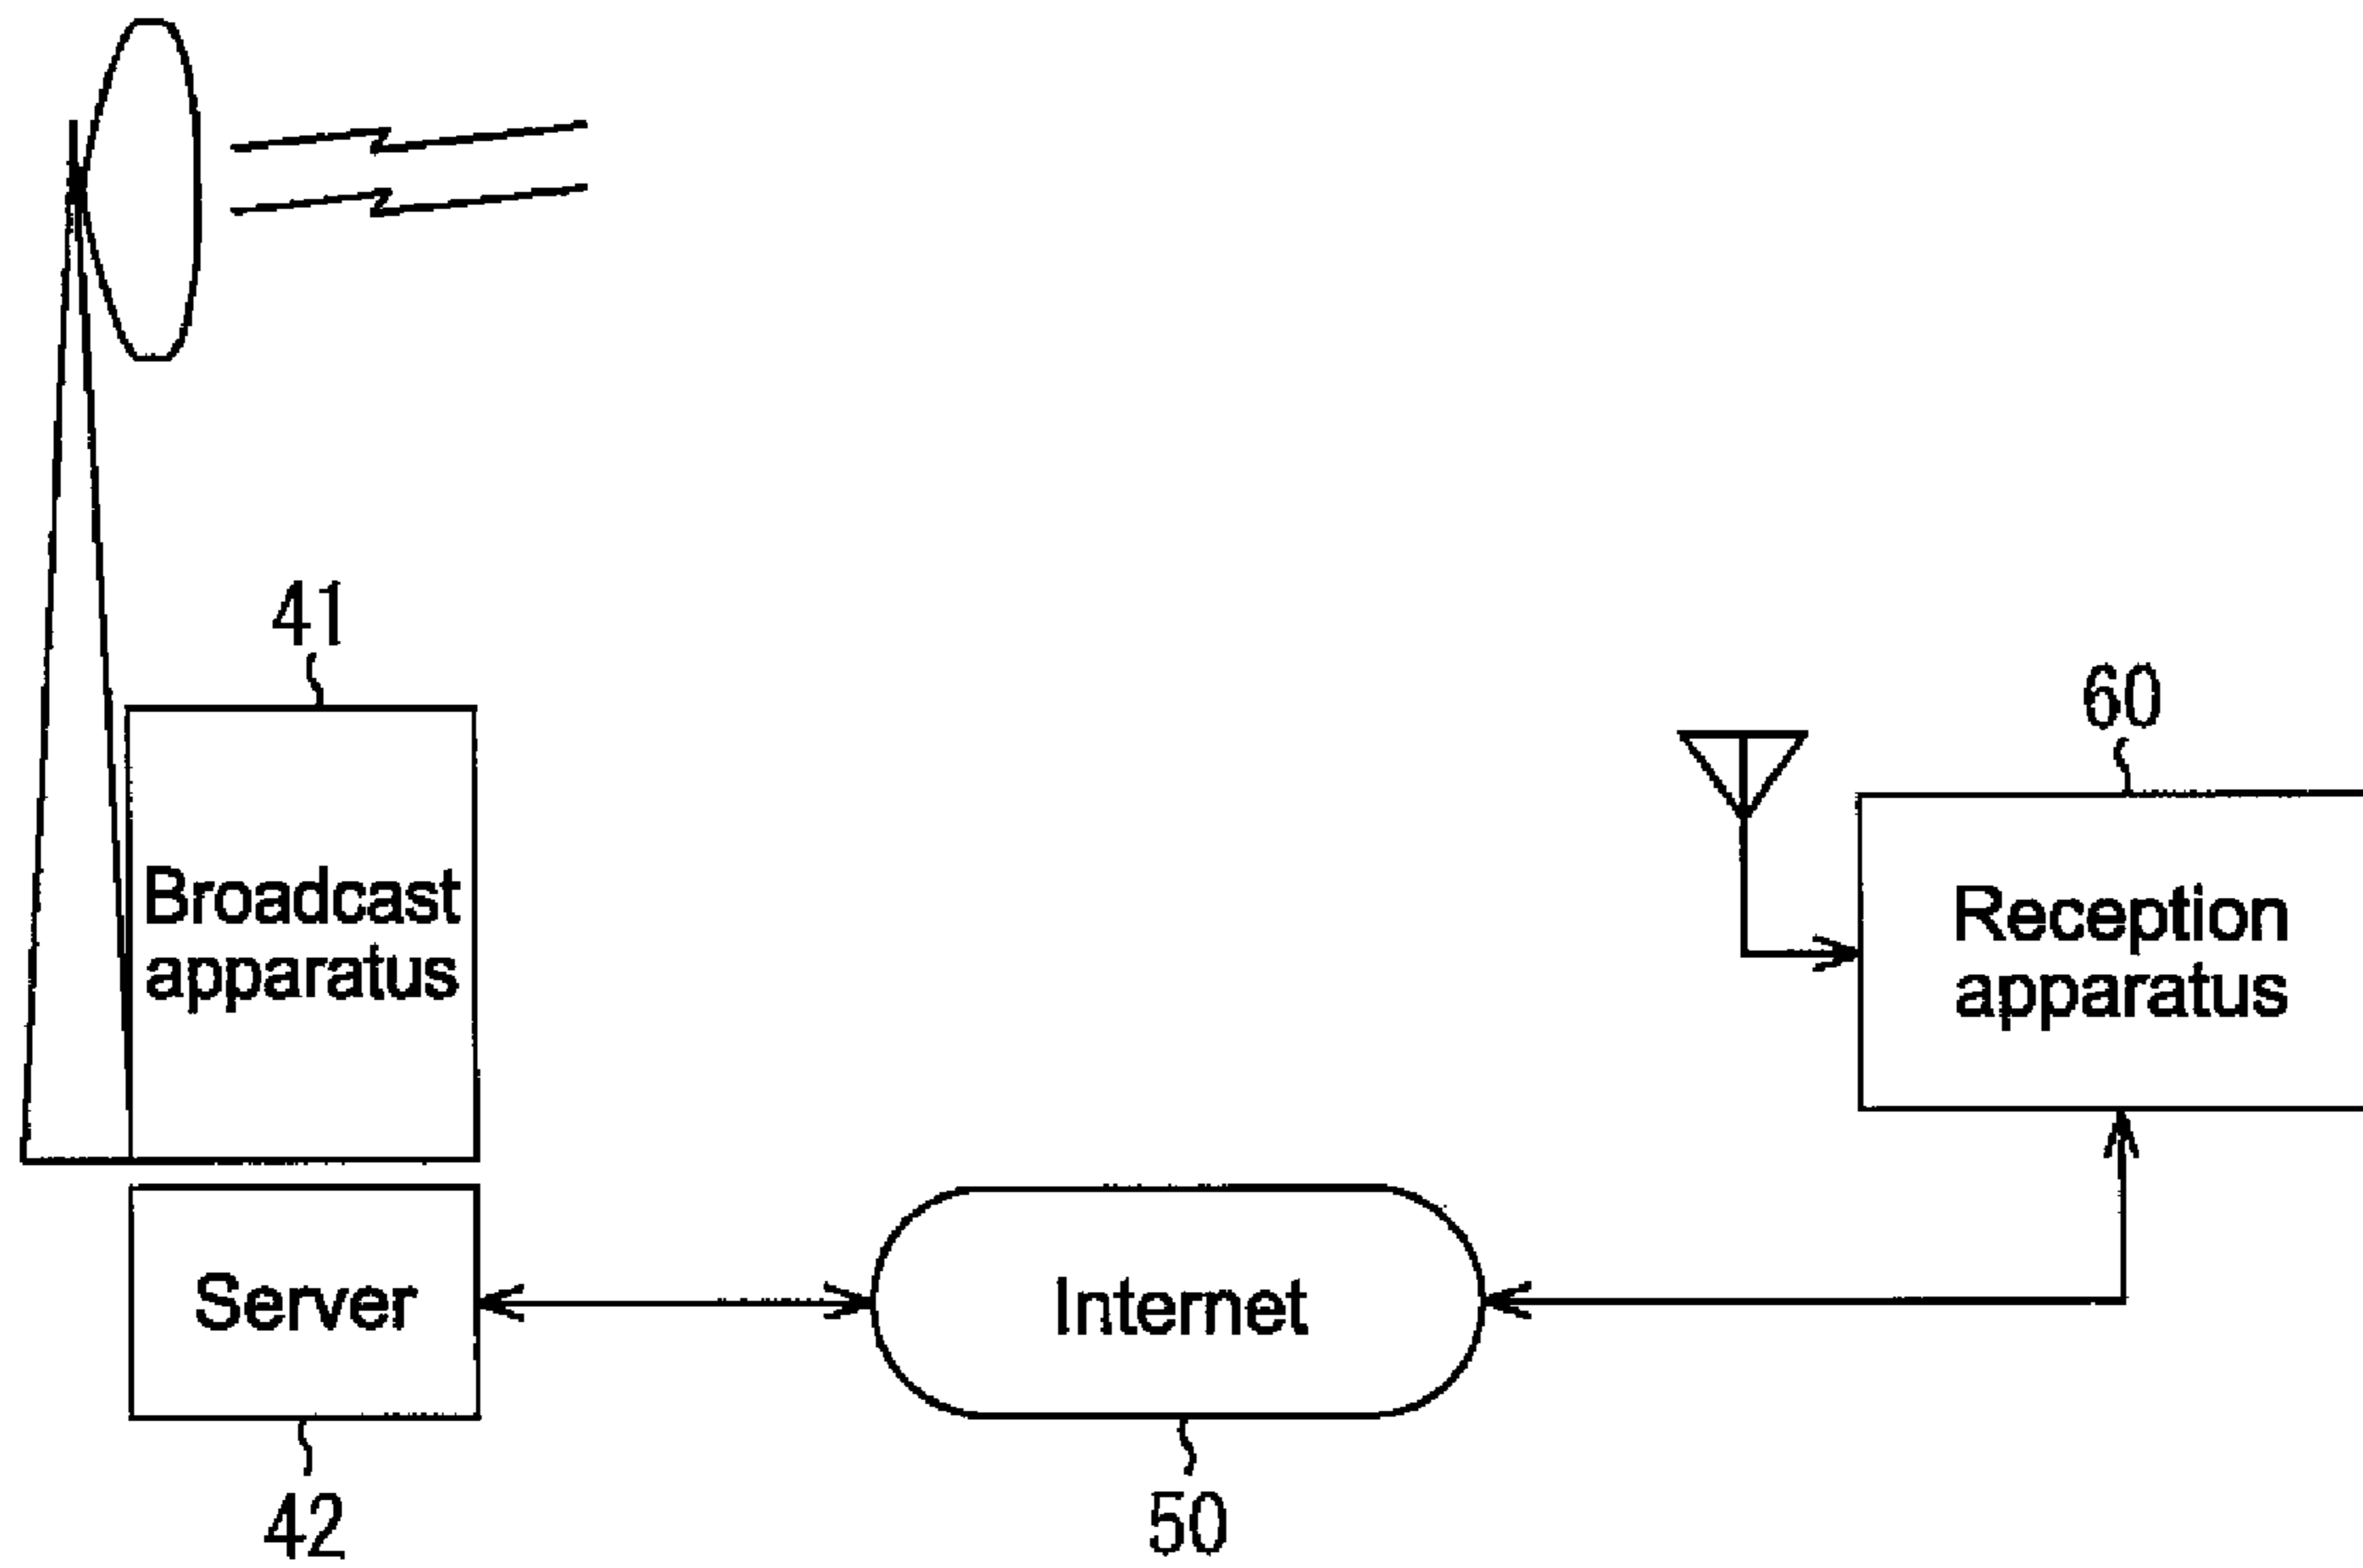 41
60
Broadcast
apparatus
Reception
apparatus
Server
Internet
42
50